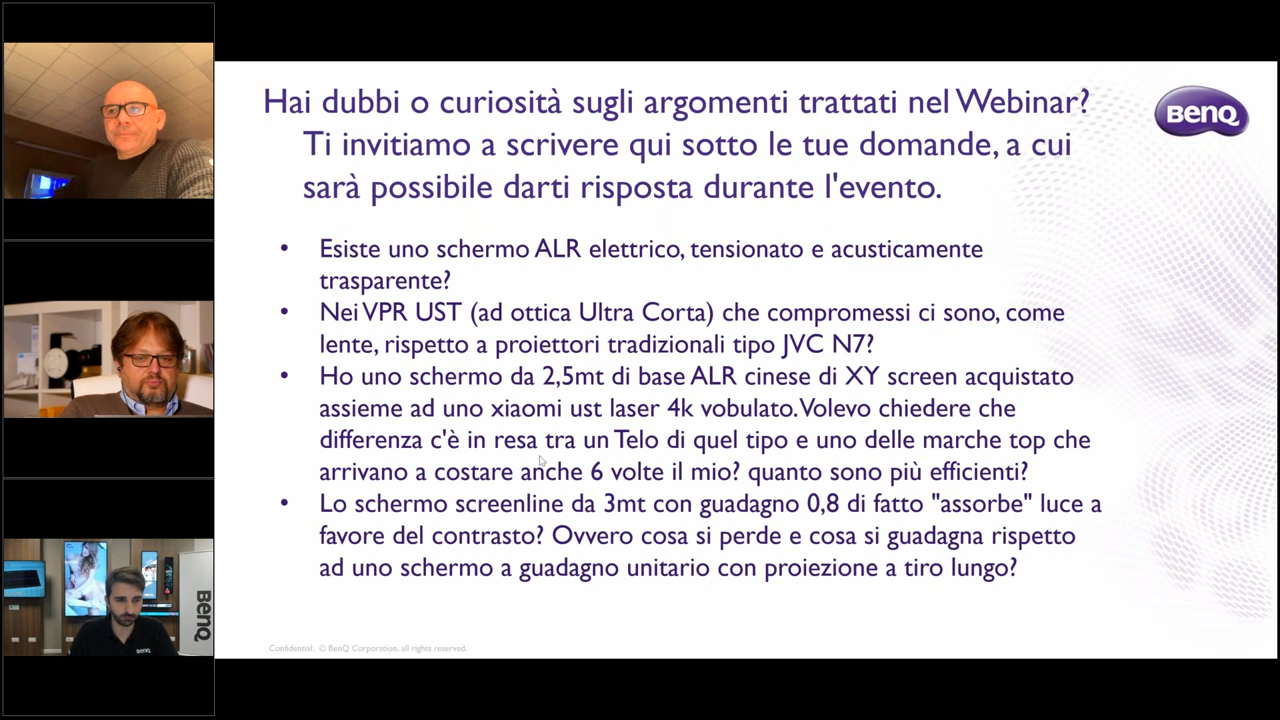 Hai dubbi o curiosità sugli argomenti trattati nel Webinar?
Ti invitiamo a scrivere qui sotto le tue domande, a cui
sarà possibile darti risposta durante l'evento.
BenQ
• Esiste uno schermo ALR elettrico, tensionato e acusticamente
trasparente?
• Nei VPR UST (ad ottica Ultra Corta) che compromessi ci sono, come
lente, rispetto a proiettori tradizionali tipo JVC N7?
• Ho uno schermo da 2,5mt di base ALR cinese di XY screen acquistato
assieme ad uno xiaomi ust laser 4k vobulato. Volevo chiedere che
differenza c'è in resa tra un Telo di quel tipo e uno delle marche top che
arrivano a costare anche 6 volte il mio? quanto sono più efficienti?
• Lo schermo screenline da 3mt con guadagno 0,8 di fatto "assorbe" luce a
favore del contrasto? Ovvero cosa si perde e cosa si guadagna rispetto
ad uno schermo a guadagno unitario con proiezione a tiro lungo?
Confidential. © BenQ Corporation, all rights reserved.
BenQ
BenQ